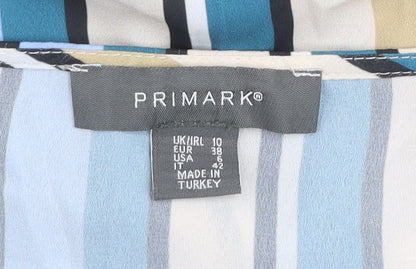 PRIMARK®
UK/IRL 10
EUR 38
USA 6
IT 42
MADE IN
TURKEY